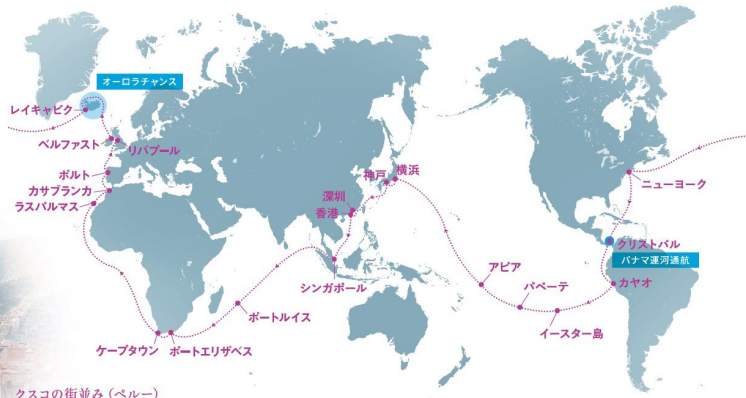 オーロラチャンス
レイキャビク
ベルファスト
リバプール
ポルト
カサブランカ
ラスパルマス
神戸
横浜
深圳
香港
シンガポール
ポートルイス
ケープタウン
ポートエリザベス
ニューヨーク
クリストバル
パナマ運河通航
カヤオ
アピア
パペーテ
イースター島
クスコの街並み（ペルー）